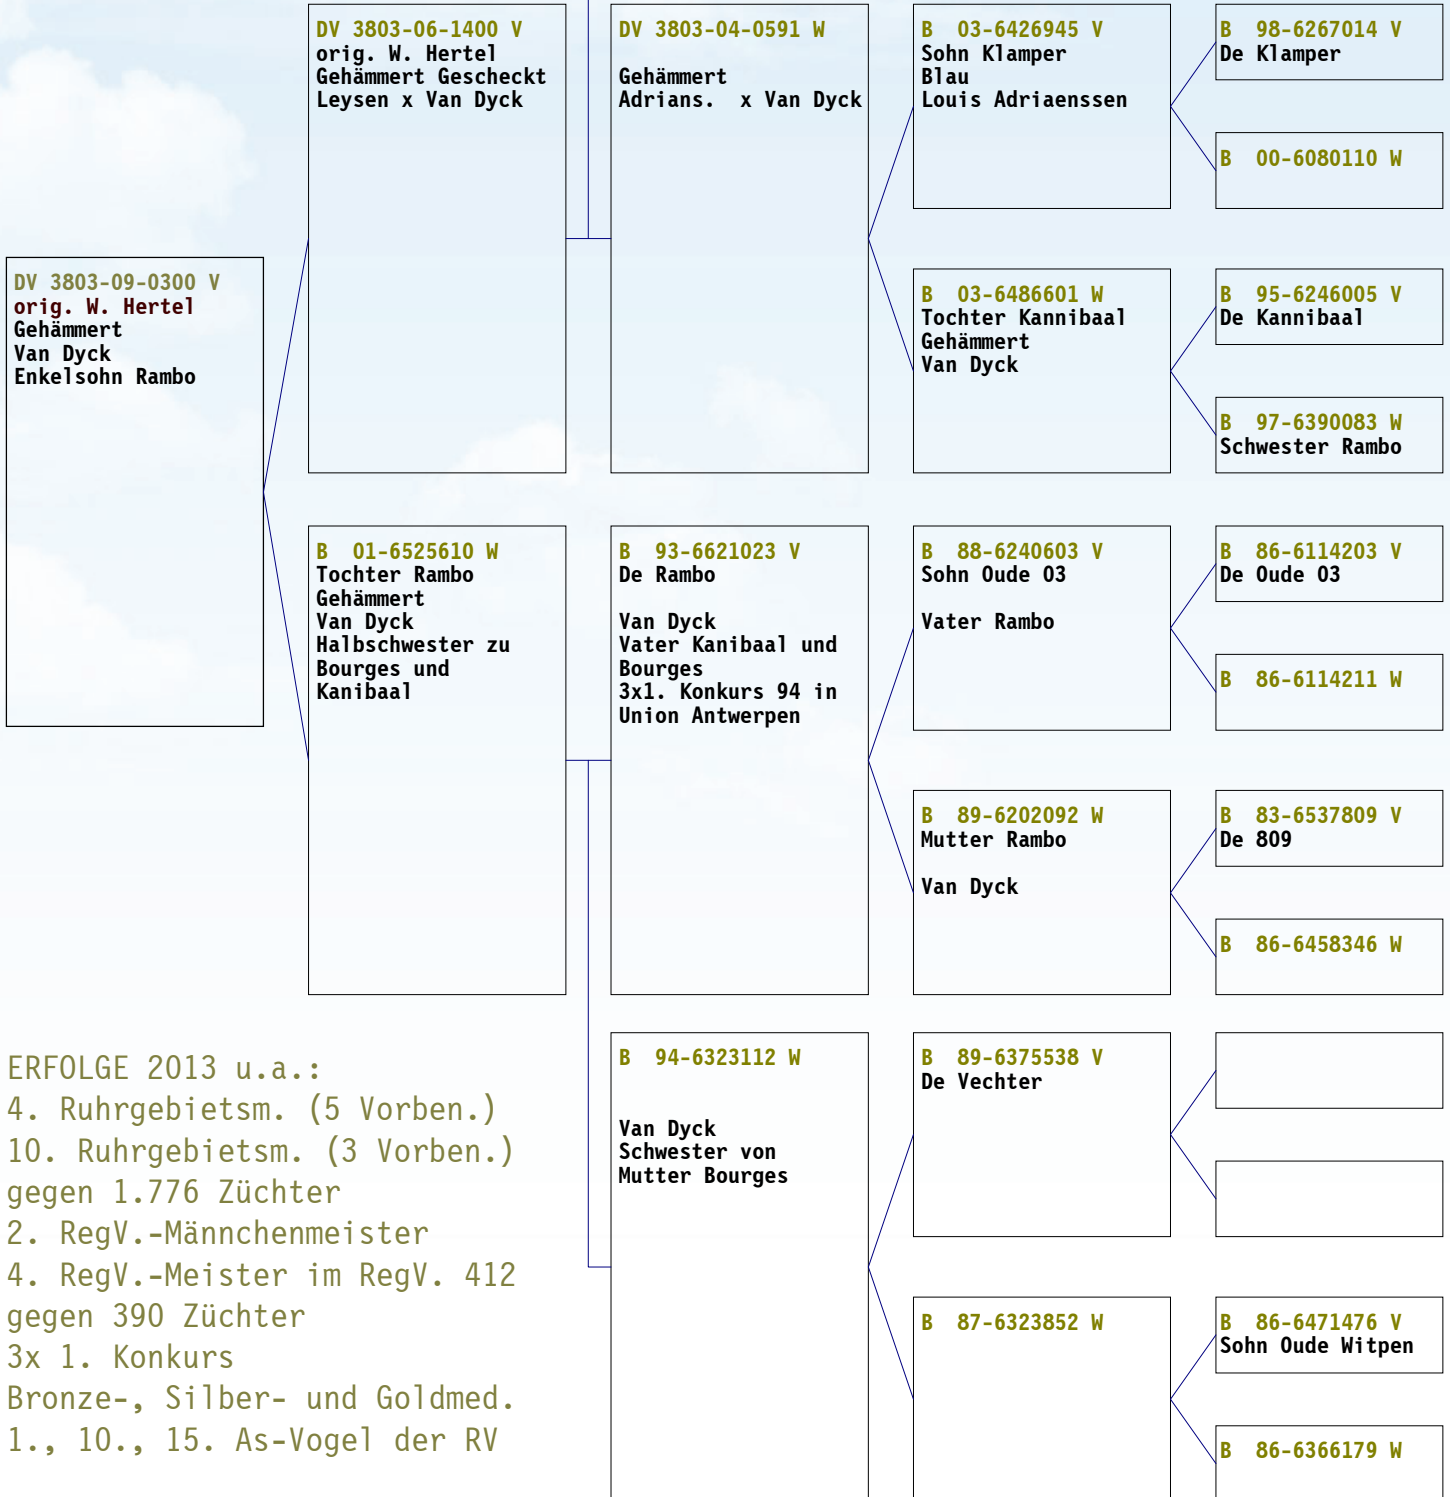 DV 3803-09-0300 V
orig. W. Hertel
Gehämmert
Van Dyck
Enkelsohn Rambo
DV 3803-06-1400 V
orig. W. Hertel
Gehämmert Gescheckt
Leysen x Van Dyck
B 01-6525610 W
Tochter Rambo
Gehämmert
Van Dyck
Halbschwester zu
Bourges und
Kanibaal
DV 3803-04-0591 W
Gehämmert
Adrians. x Van Dyck
B 93-6621023 V
De Rambo
Van Dyck
Vater Kanibaal und
Bourges
3x1. Konkurs 94 in
Union Antwerpen
B 94-6323112 W
Van Dyck
Schwester von
Mutter Bourges
B 03-6426945 V
Sohn Klamper
Blau
Louis Adriaenssen
B 03-6486601 W
Tochter Kannibaal
Gehämmert
Van Dyck
B 88-6240603 V
Sohn Oude 03
Vater Rambo
B 89-6202092 W
Mutter Rambo
Van Dyck
B 89-6375538 V
De Vechter
B 87-6323852 W
B 98-6267014 V
De Klamper
B 00-6080110 W
B 95-6246005 V
De Kannibaal
B 97-6390083 W
Schwester Rambo
B 86-6114203 V
De Oude 03
B 86-6114211 W
B 83-6537809 V
De 809
B 86-6458346 W
B 86-6471476 V
Sohn Oude Witpen
B 86-6366179 W
ERFOLGE 2013 u.a.:
4. Ruhrgebietsm. (5 Vorben.)
10. Ruhrgebietsm. (3 Vorben.)
gegen 1.776 Züchter
2. RegV.-Männchenmeister
4. RegV.-Meister im RegV. 412
gegen 390 Züchter
3x 1. Konkurs
Bronze-, Silber- und Goldmed.
1., 10., 15. As-Vogel der RV